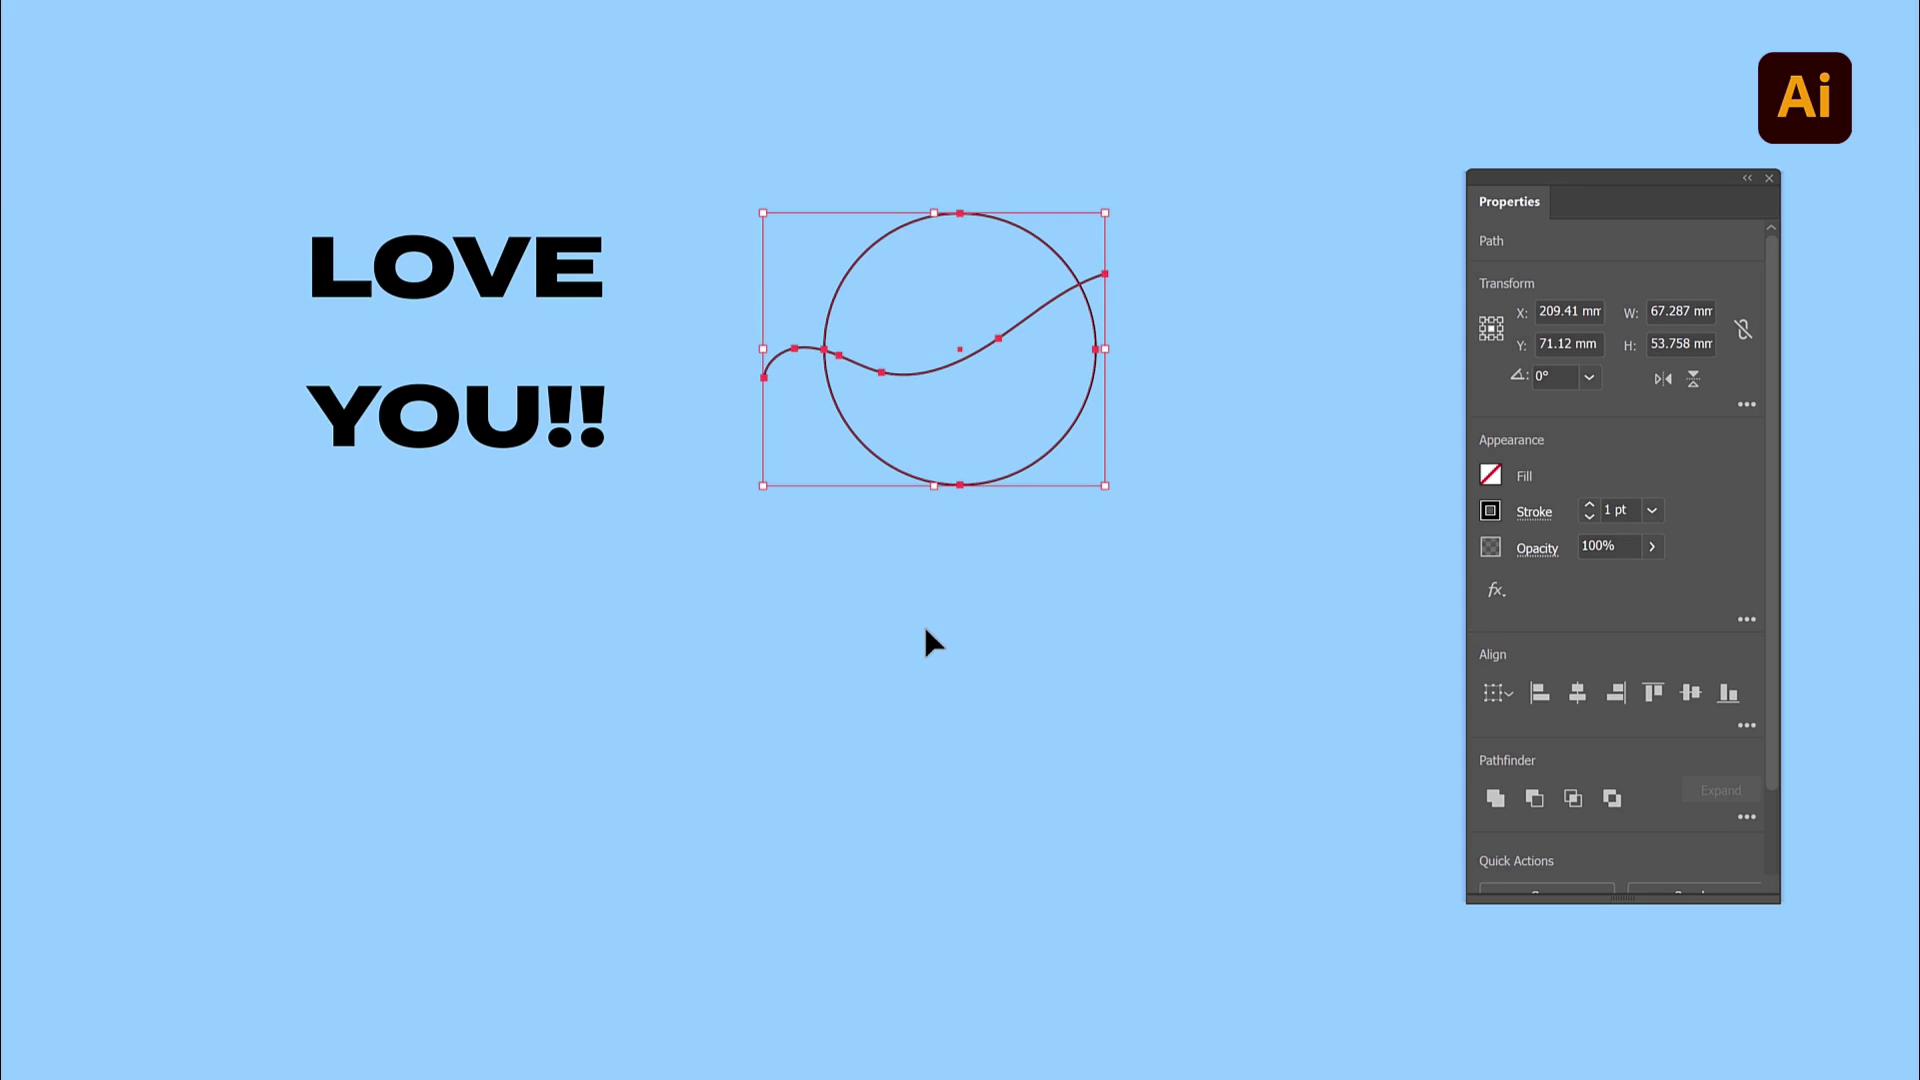 Ai
Properties
LOVE
YOU!!
Path
Transform
X: 209.41 mm W: 67.287 mm
Y: 71.12 mm H: 53.758 mm
0°
Appearance
Fill
Stroke 1 pt
Opacity 100%
fx.
Align
Pathfinder
Expand
Quick Actions